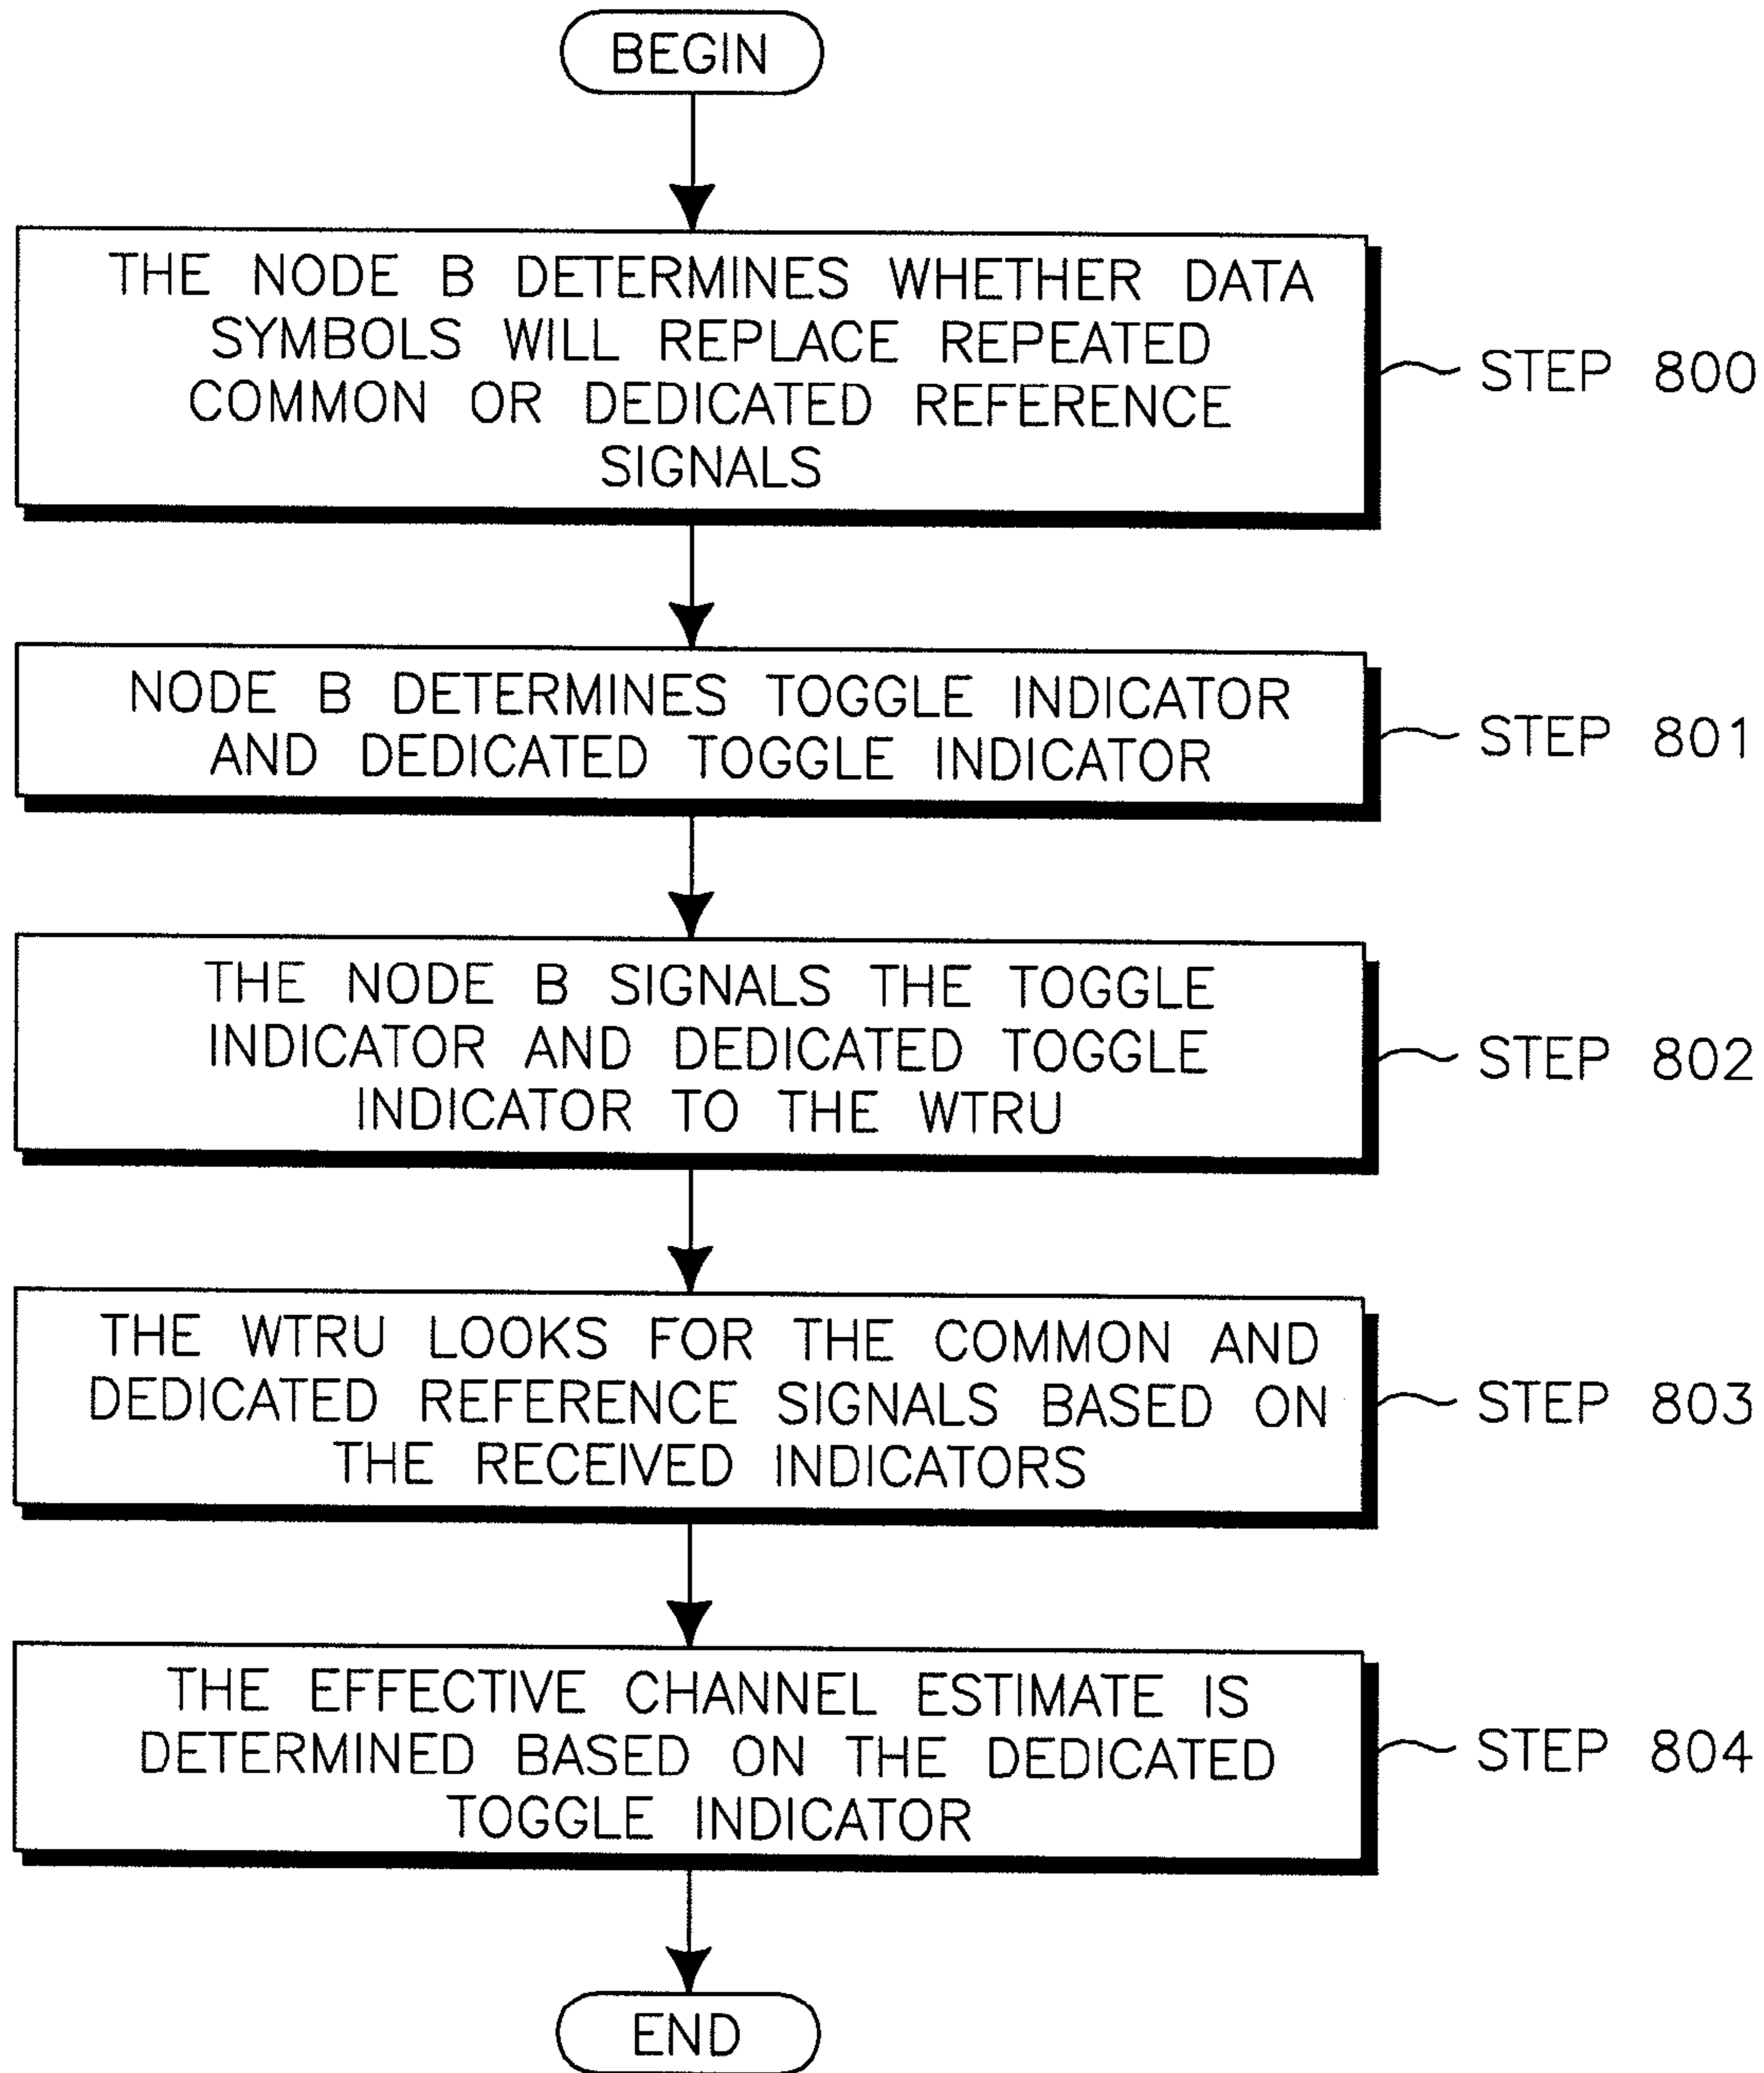 BEGIN
THE NODE B DETERMINES WHETHER DATA
SYMBOLS WILL REPLACE REPEATED
COMMON OR DEDICATED REFERENCE
SIGNALS
STEP 800
NODE B DETERMINES TOGGLE INDICATOR
AND DEDICATED TOGGLE INDICATOR
STEP 801
THE NODE B SIGNALS THE TOGGLE
INDICATOR AND DEDICATED TOGGLE
INDICATOR TO THE WTRU
STEP 802
THE WTRU LOOKS FOR THE COMMON AND
DEDICATED REFERENCE SIGNALS BASED ON
THE RECEIVED INDICATORS
STEP 803
THE EFFECTIVE CHANNEL ESTIMATE IS
DETERMINED BASED ON THE DEDICATED
TOGGLE INDICATOR
STEP 804
END